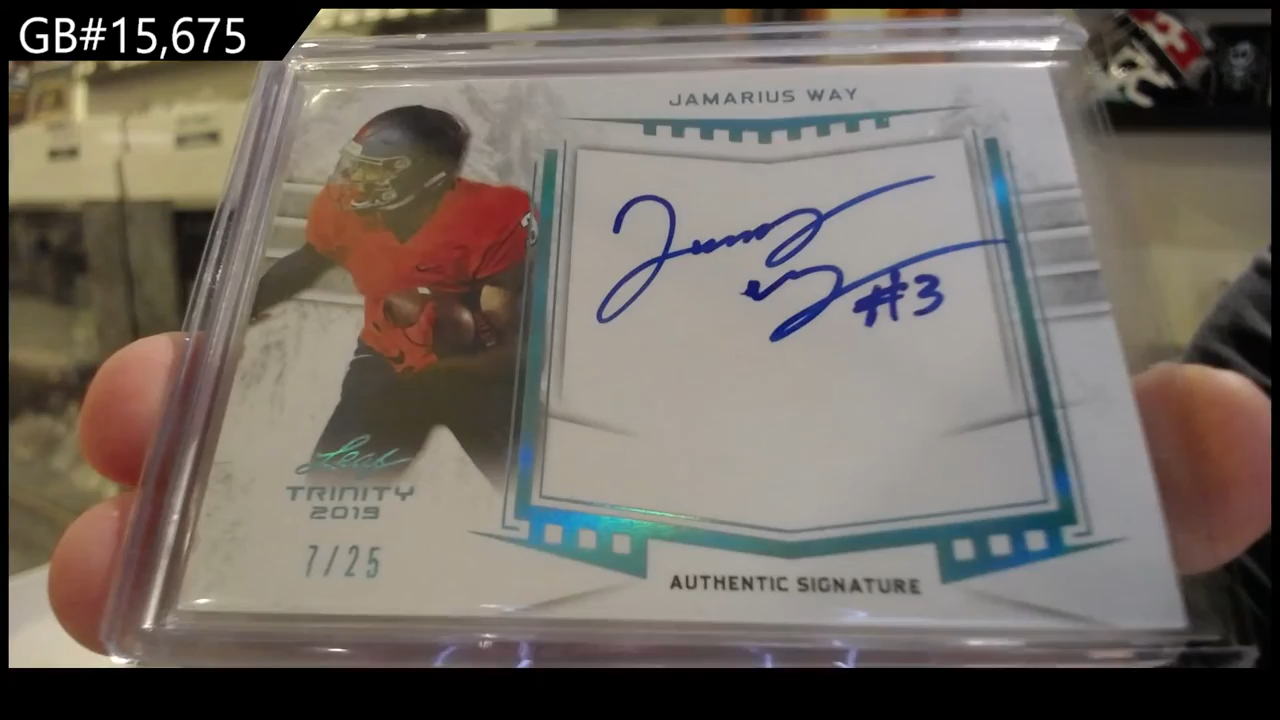 GB#15,675
JAMARIUS WAY
#3
Leaf
TRINITY
2019
7/25
AUTHENTIC SIGNATURE